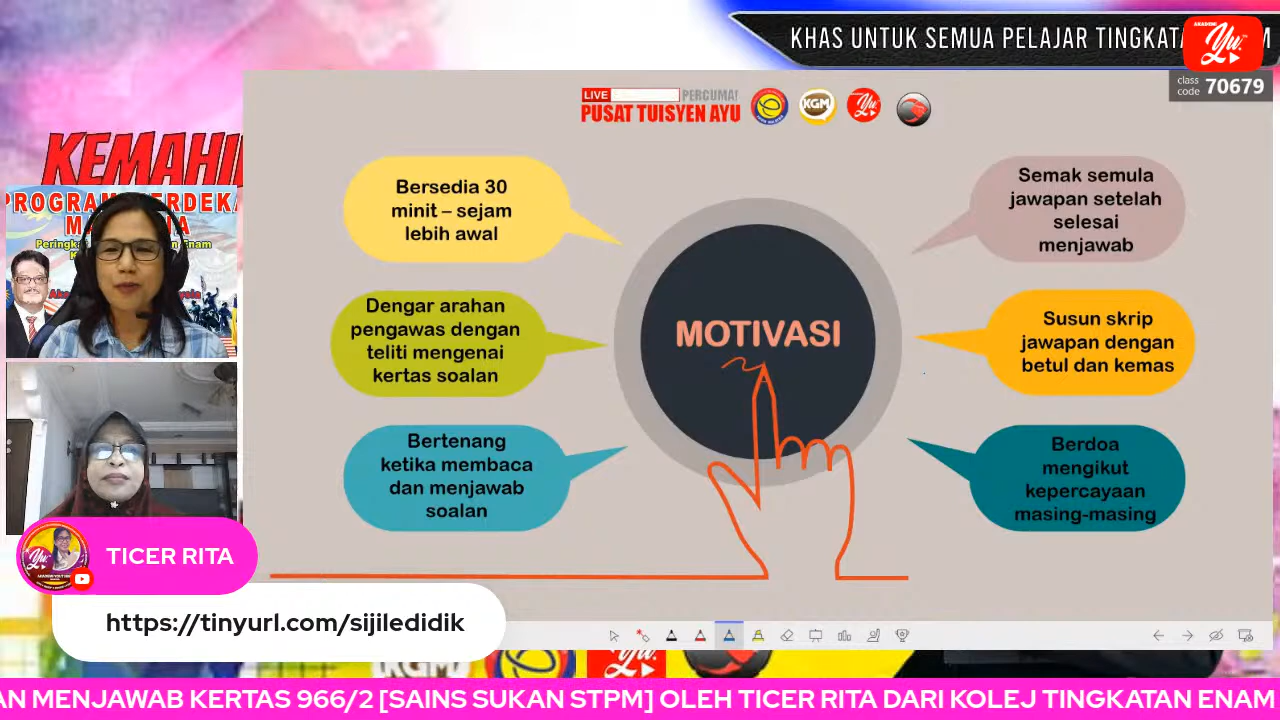 KHAS UNTUK SEMUA PELAJAR TINGKAT
AKADEMI
Yu
class
code 70679
LIVE
PERCUMA!
PUSAT TUISYEN AYU
KGM
KEMAHI
PROGRAM
MERDEKA
Bersedia 30
minit – sejam
lebih awal
Dengar arahan
pengawas dengan
teliti mengenai
kertas soalan
Bertenang
ketika membaca
dan menjawab
soalan
MOTIVASI
Semak semula
jawapan setelah
selesai
menjawab
Susun skrip
jawapan dengan
betul dan kemas
Berdoa
mengikut
kepercayaan
masing-masing
TICER RITA
https://tinyurl.com/sijiledidik
KGM
AN MENJAWAB KERTAS 966/2 [SAINS SUKAN STPM] OLEH TICER RITA DARI KOLEJ TINGKATAN ENAM